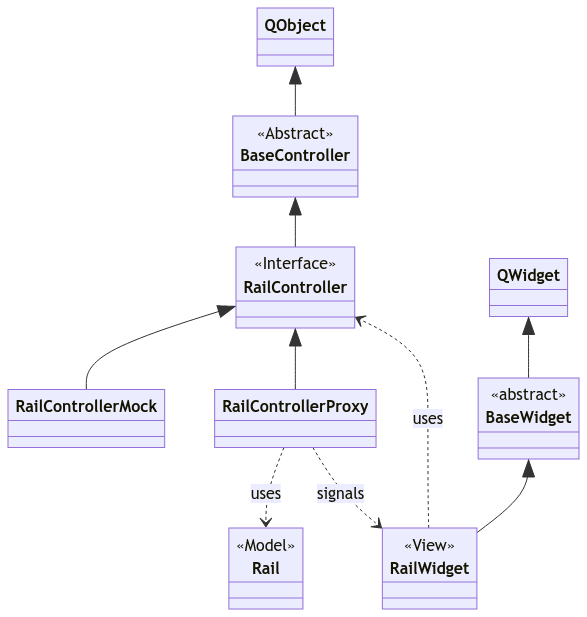 QObject
«Abstract»
BaseController
«Interface»
RailController
QWidget
RailControllerMock
RailControllerProxy
uses
«abstract»
BaseWidget
uses
signals
«Model»
Rail
«View»
RailWidget